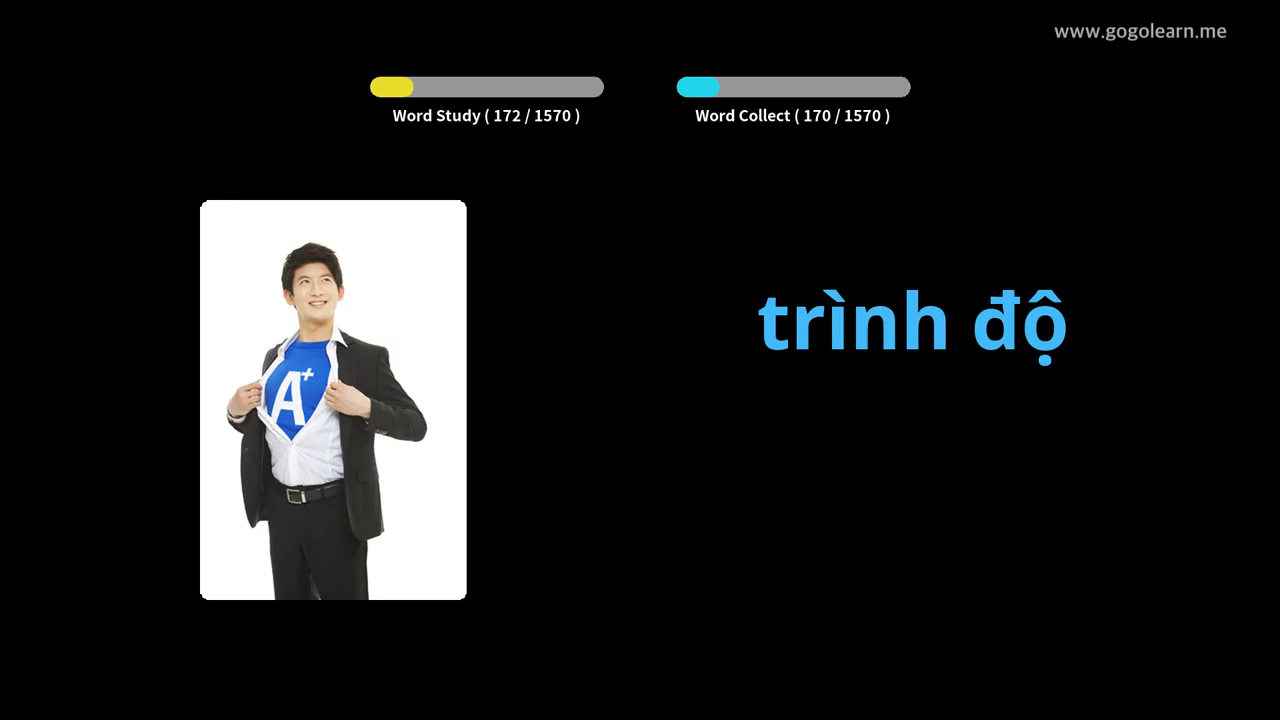 www.gogolearn.me
Word Study ( 172 / 1570 )
Word Collect ( 170 / 1570 )
A+
trình độ